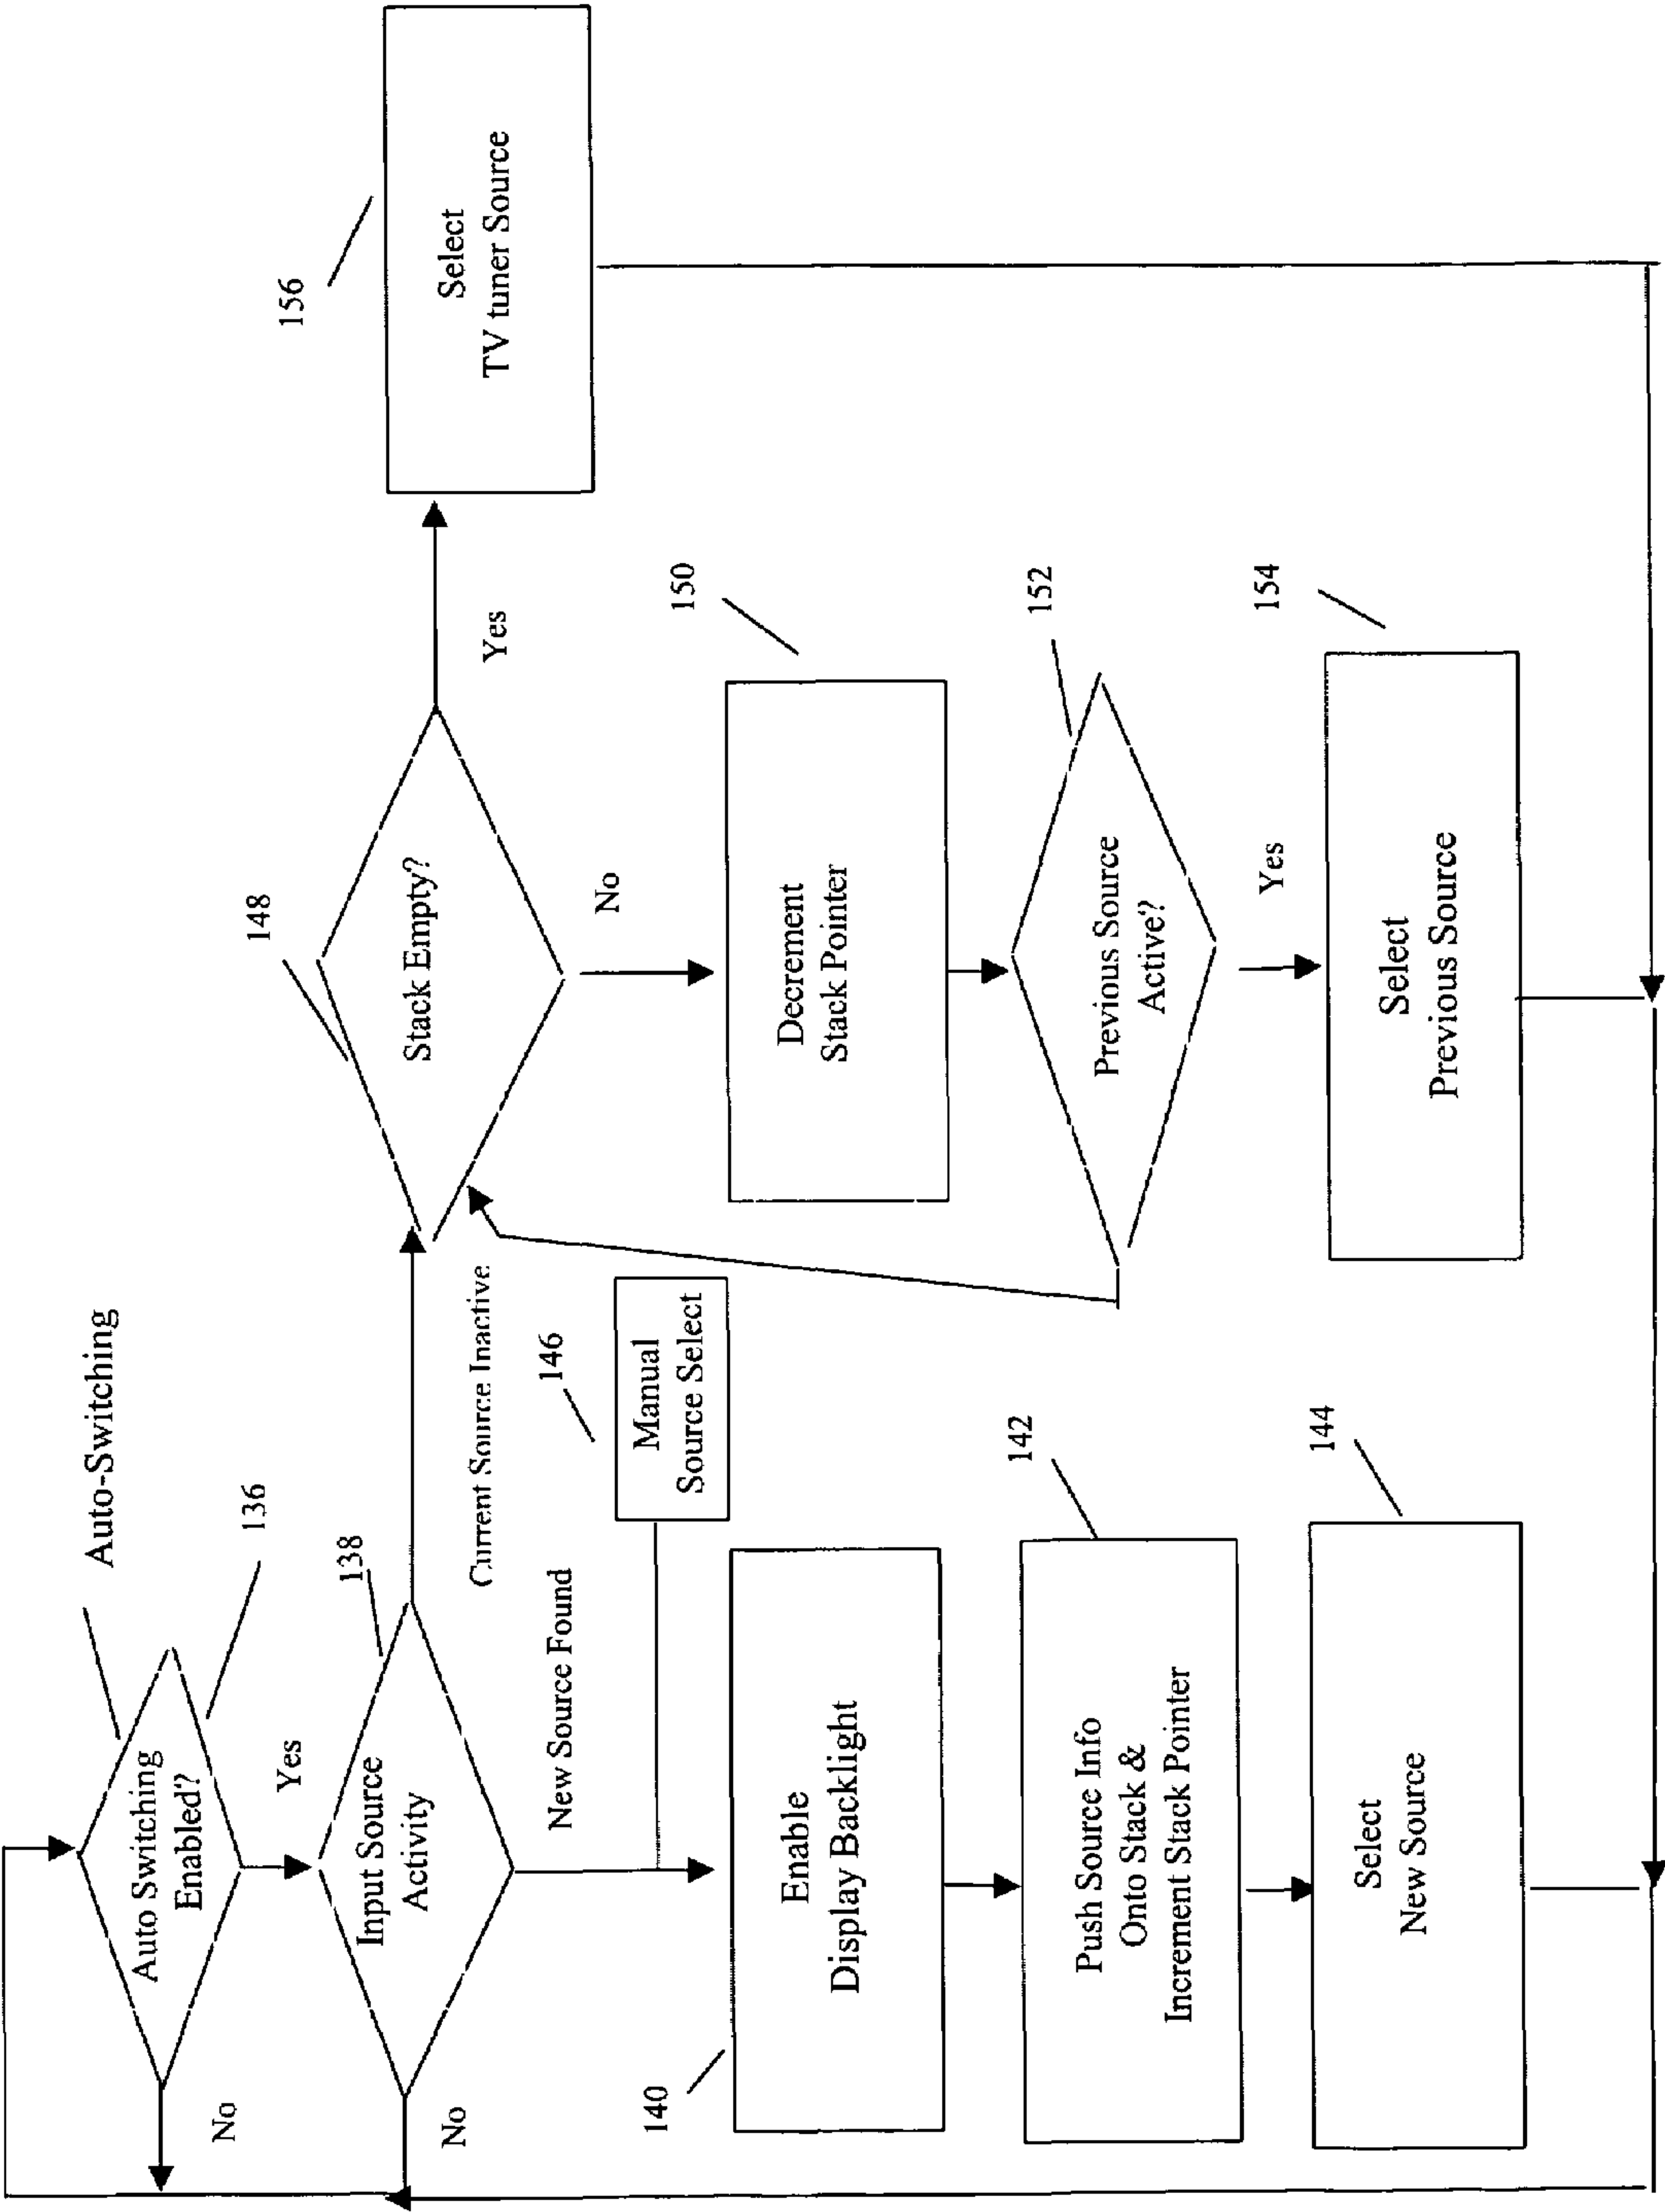 Auto-Switching
136
Auto Switching
Enabled?
No
Yes
138
Input Source
Activity
No
Current Source Inactive
New Source Found
146
Manual
Source Select
140
Enable
Display Backlight
142
Push Source Info
Onto Stack &
Increment Stack Pointer
144
Select
New Source
148
Stack Empty?
Yes
No
150
Decrement
Stack Pointer
152
Previous Source
Active?
Yes
154
Select
Previous Source
156
Select
TV tuner Source